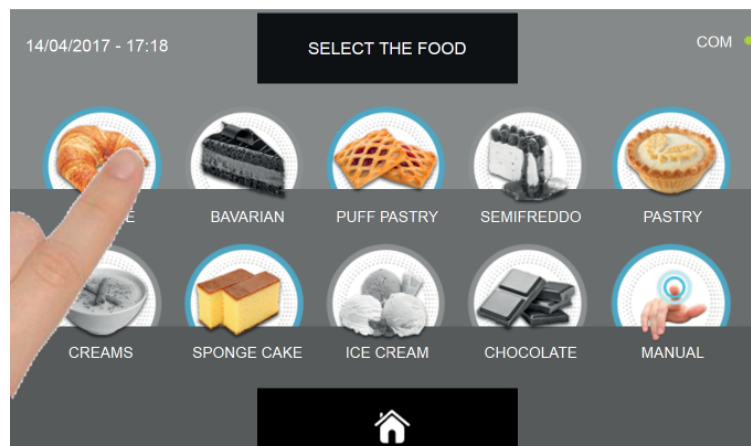 14/04/2017 - 17:18
SELECT THE FOOD
COM
BAVARIAN
PUFF PASTRY
SEMIFREDDO
PASTRY
CREAMS
SPONGE CAKE
ICE CREAM
CHOCOLATE
MANUAL